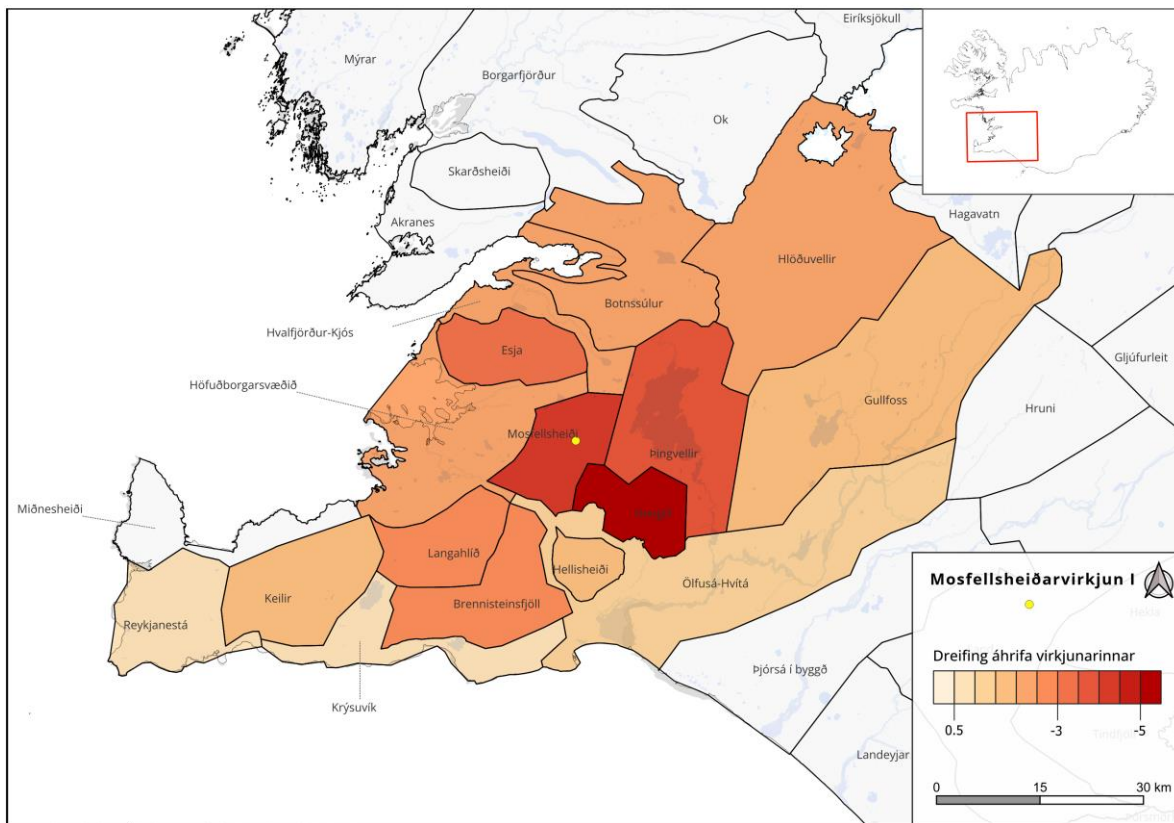 Eiríksjökull
Mýrar
Borgarfjörður
Ok
Skarðsheiði
Hagavatn
Akranes
Hlöðuvellir
Botnssúlur
Hvalfjörður-Kjós
Esja
Gljúfurleit
Höfuðborgarsvæðið
Gullfoss
Hruni
Mosfellsheiði
Þingvellir
Miðnesheiði
Langahlíð
Hellisheiði
Ölfusá-Hvítá
Keilir
Brennisteinsfjöll
Reykjanestá
Þjórsá í byggð
Krýsuvík
Landeyjar
Mosfellsheiðarvirkjun I
Hekla
Dreifing áhrifa virkjunarinnar
0.5
-3
-5
0
15
30 km